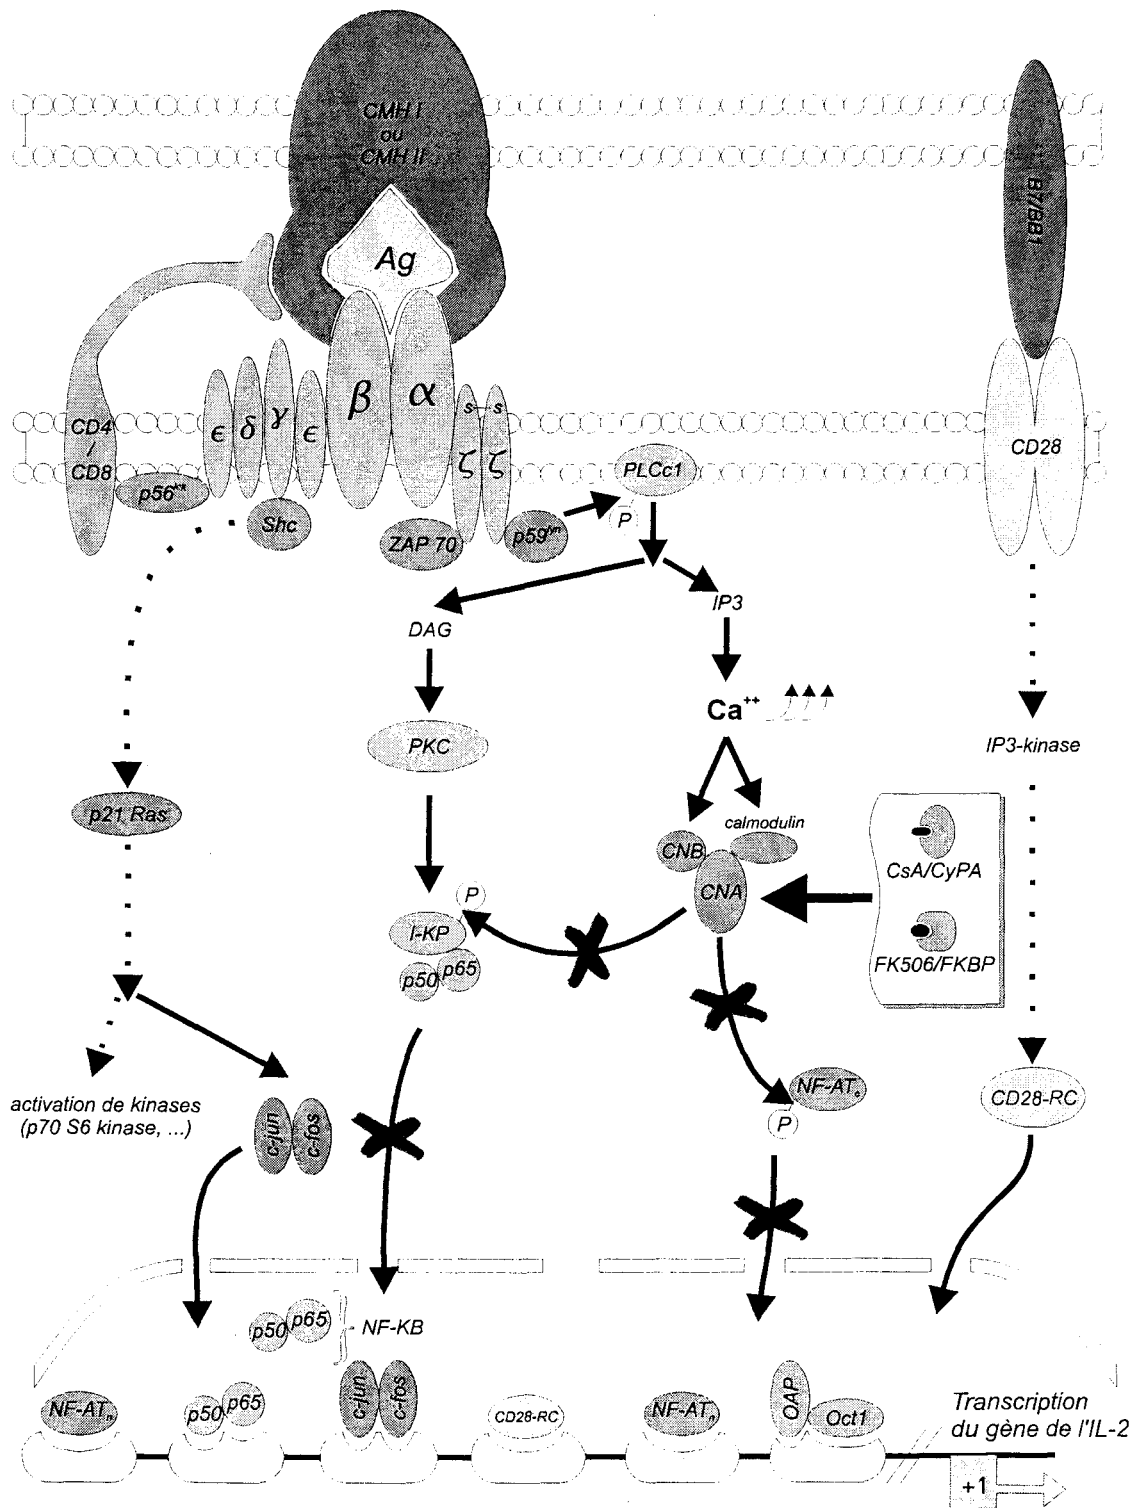 CMH I
ou
CMH II
B7/BB1
Ag
β
α
ϵ
δ
γ
ϵ
s
s
ζ
ζ
CD4
/
CD8
CD28
p56lck
Shc
ZAP 70
p59fyn
PLCc1
P
IP3
DAG
Ca++
PKC
IP3-kinase
p21 Ras
calmodulin
CNB
CNA
CsA/CyPA
FK506/FKBP
P
I-KP
p50
p65
NF-ATc
P
CD28-RC
activation de kinases
(p70 S6 kinase, ...)
c-jun
c-fos
p50
p65
NF-KB
NF-ATn
p50
p65
c-jun
c-fos
CD28-RC
NF-ATn
OAP
Oct1
Transcription
du gène de l'IL-2
+1